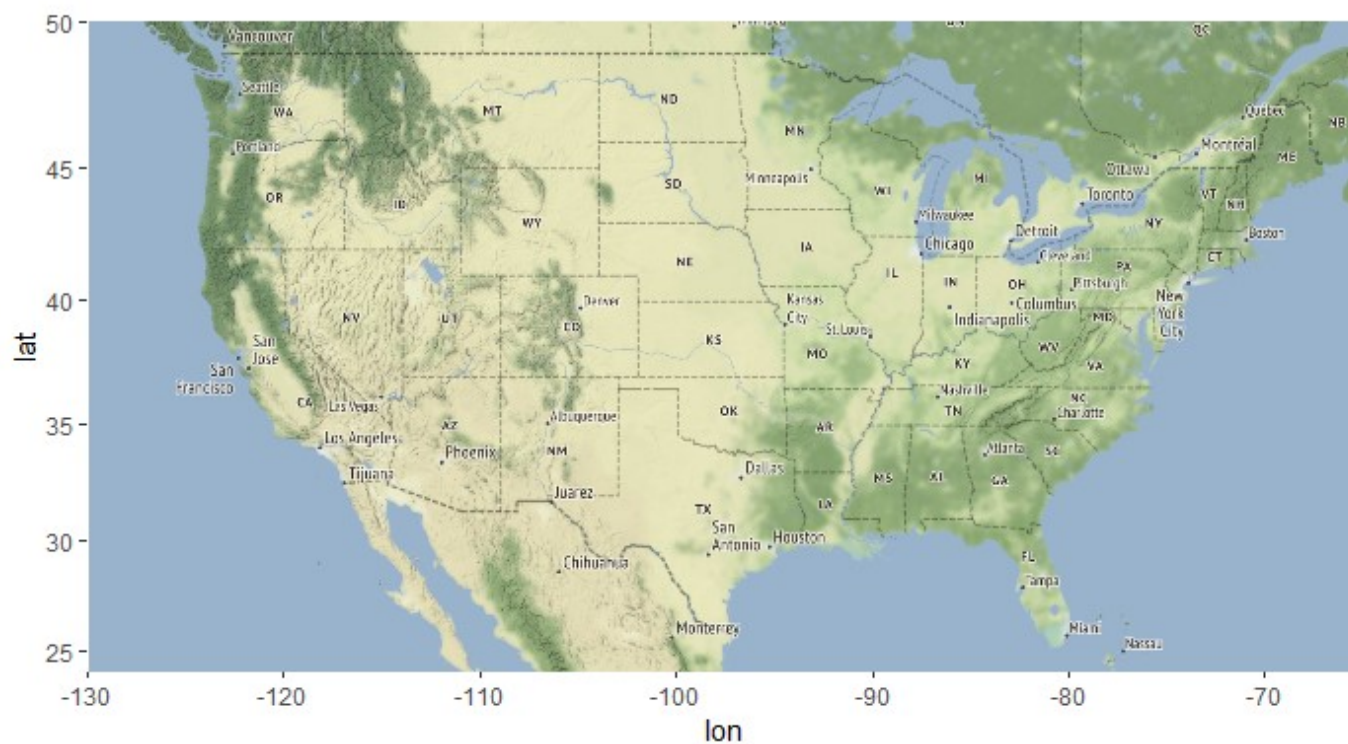 50
45
40
35
30
25
lat
-130
-120
-110
-100
-90
-80
-70
lon
Vancouver
QC
Seattle
WA
MT
ND
MN
Québec
NB
Portland
Minneapolis
Ottawa
Montréal
ME
OR
ID
SD
WI
MI
Toronto
VT
NH
WY
Milwaukee
NY
Boston
IA
Chicago
Detroit
Cleveland
CT
NE
IL
IN
OH
PA
Pittsburgh
NV
UT
Denver
CO
Kansas
City
Indianapolis
Columbus
MD
New
York
City
San
Jose
KS
St. Louis
MO
WV
San
Francisco
KY
VA
CA
Las Vegas
Nashville
NC
AZ
Albuquerque
OK
TN
Charlotte
Los Angeles
Phoenix
NM
AR
Atlanta
SC
Tijuana
Dallas
MS
GA
Juarez
TX
LA
San
Antonio
Houston
Chihuahua
FL
Tampa
Monterrey
Miami
Nassau